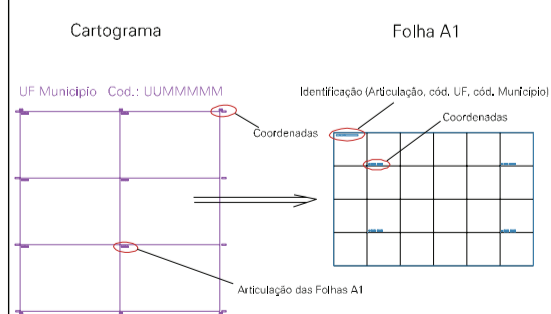 Cartograma
Folha A1
UF Município Cod.: UUMMMMM
Identificação (Articulação, cód. UF, cód. Município)
Coordenadas
Coordenadas
Articulação das Folhas A1